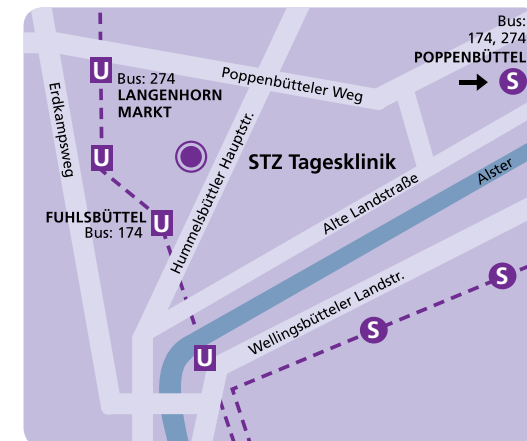 Bus:
174, 274
POPPENBÜTTEL
S
U
Bus: 274
LANGENHORN
MARKT
Poppenbütteler Weg
Erdkampsweg
U
STZ Tagesklinik
Hummelsbüttler Hauptstr.
Alte Landstraße
Alster
FUHLSBÜTTEL
Bus: 174
U
S
S
Wellingsbütteler Landstr.
U